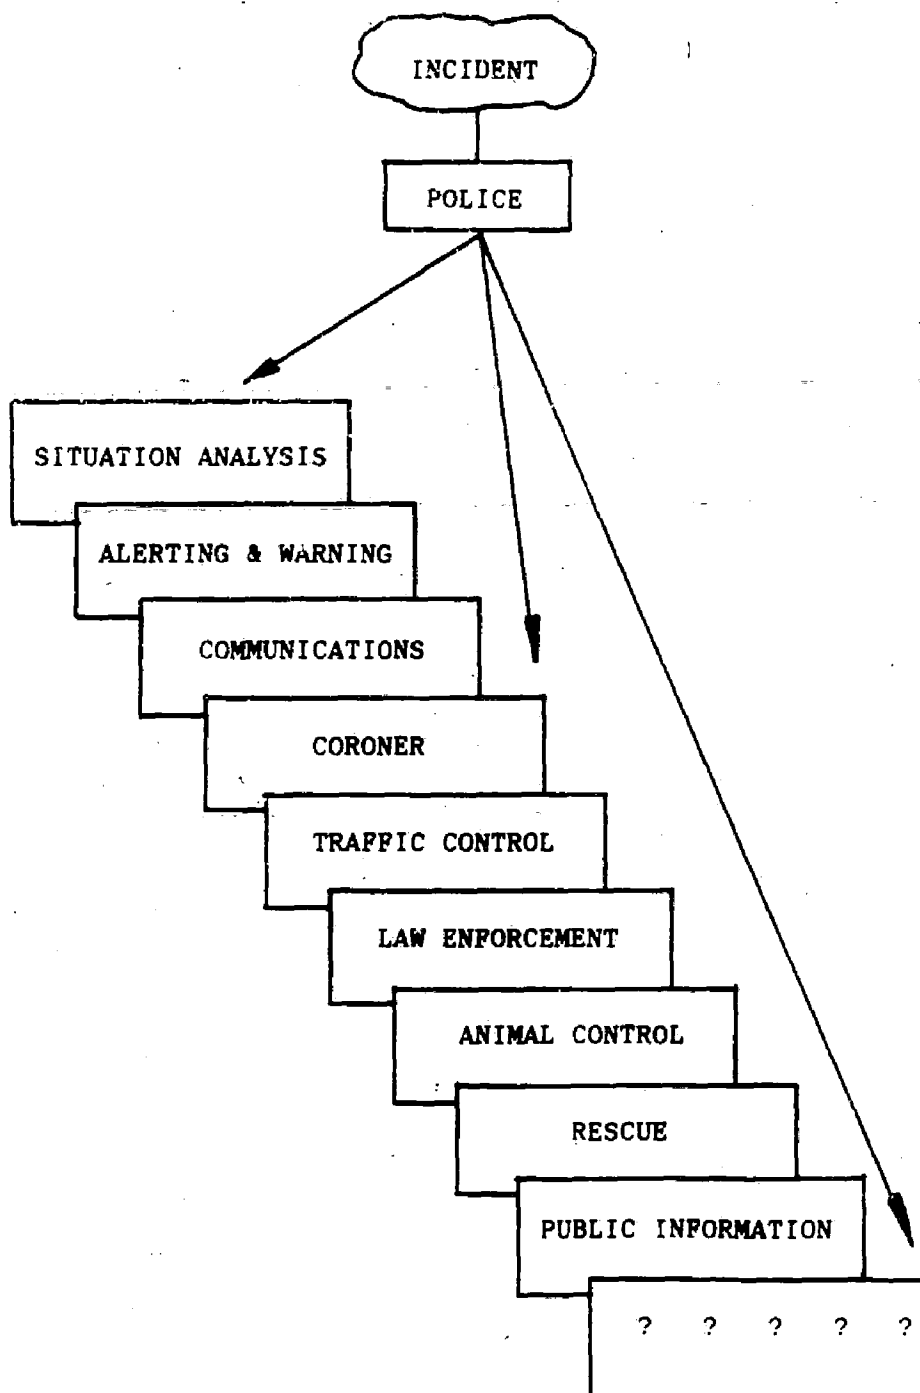 INCIDENT
POLICE
SITUATION ANALYSIS
ALERTING & WARNING
COMMUNICATIONS
CORONER
TRAFFIC CONTROL
LAW ENFORCEMENT
ANIMAL CONTROL
RESCUE
PUBLIC INFORMATION
? ? ? ? ?